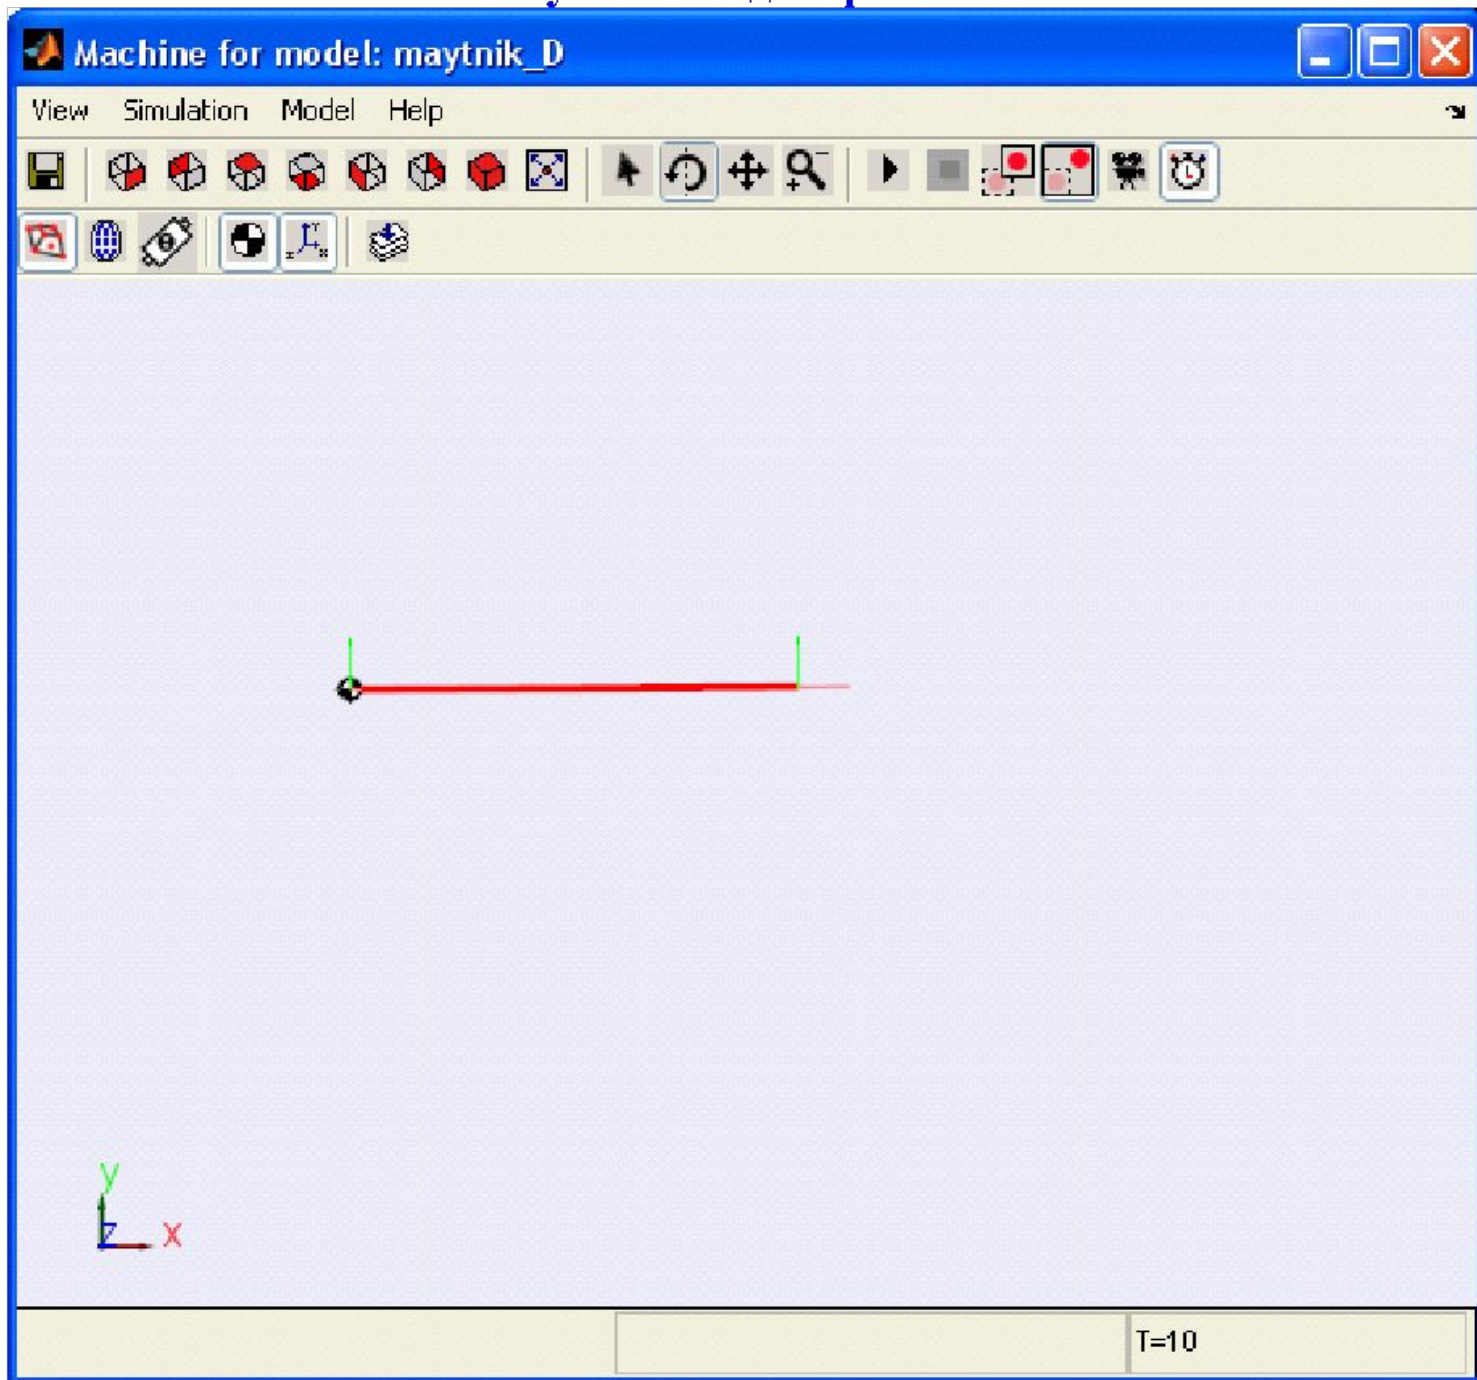 Machine for model: maytnik_D
View Simulation Model Help
y
z x
T=10